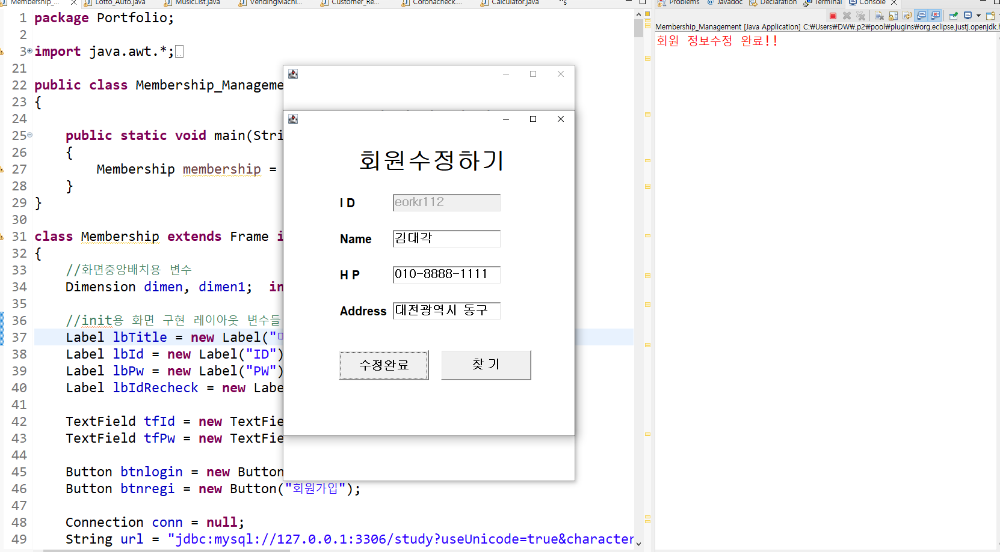 Membership_...
Lotto_Auto.java
MusicList.java
VendingMachi...
Customer_Re...
Coronacheck....
Calculator.java
5
Problems
Javadoc
Declaration
Terminal
Console
1 package Portfolio;
2
3 import java.awt.*;
21
22 public class Membership_Manageme
23 {
24
25 public static void main(Stri
26 {
27 Membership membership =
28 }
29 }
30
31 class Membership extends Frame i
32 {
33 //화면중앙배치용 변수
34 Dimension dimen, dimen1; in
35
36 //init용 화면 구현 레이아웃 변수들
37 Label lbTitle = new Label("
38 Label lbId = new Label("ID")
39 Label lbPw = new Label("PW")
40 Label lbIdRecheck = new Labe
41
42 TextField tfId = new TextFie
43 TextField tfPw = new TextFie
44
45 Button btnlogin = new Button
46 Button btnregi = new Button("회원가입");
47
48 Connection conn = null;
49 String url = "jdbc:mysql://127.0.0.1:3306/study?useUnicode=true&character
회원수정하기
I D eorkr112
Name 김대각
H P 010-8888-1111
Address 대전광역시 동구
수정완료 찾 기
Membership_Management [Java Application] C:￦Users￦DW￦.p2￦pool￦plugins￦org.eclipse.justj.openjdk.h
회원 정보수정 완료!!